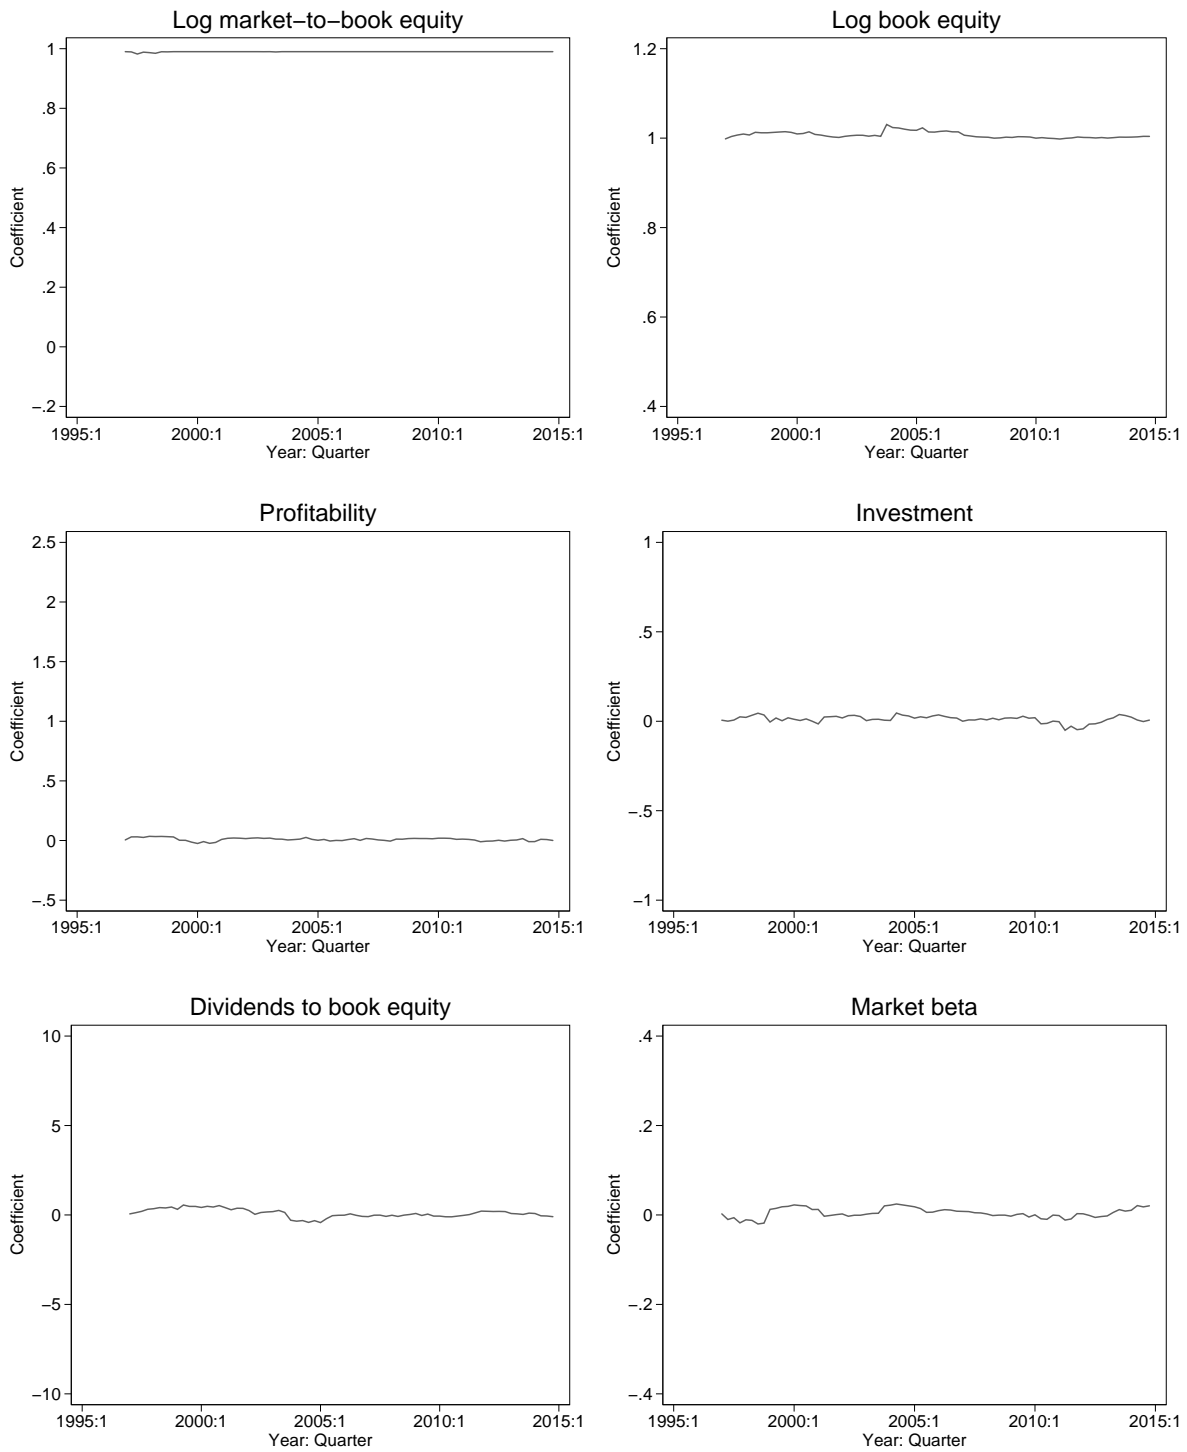 Log market−to−book equity
1
.8
.6
.4
.2
0
−.2
Coefficient
1995:1 2000:1 2005:1 2010:1 2015:1
Year: Quarter
Log book equity
1.2
1
.8
.6
.4
Coefficient
1995:1 2000:1 2005:1 2010:1 2015:1
Year: Quarter
Profitability
2.5
2
1.5
1
.5
0
−.5
Coefficient
1995:1 2000:1 2005:1 2010:1 2015:1
Year: Quarter
Investment
1
.5
0
−.5
−1
Coefficient
1995:1 2000:1 2005:1 2010:1 2015:1
Year: Quarter
Dividends to book equity
10
5
0
−5
−10
Coefficient
1995:1 2000:1 2005:1 2010:1 2015:1
Year: Quarter
Market beta
.4
.2
0
−.2
−.4
Coefficient
1995:1 2000:1 2005:1 2010:1 2015:1
Year: Quarter